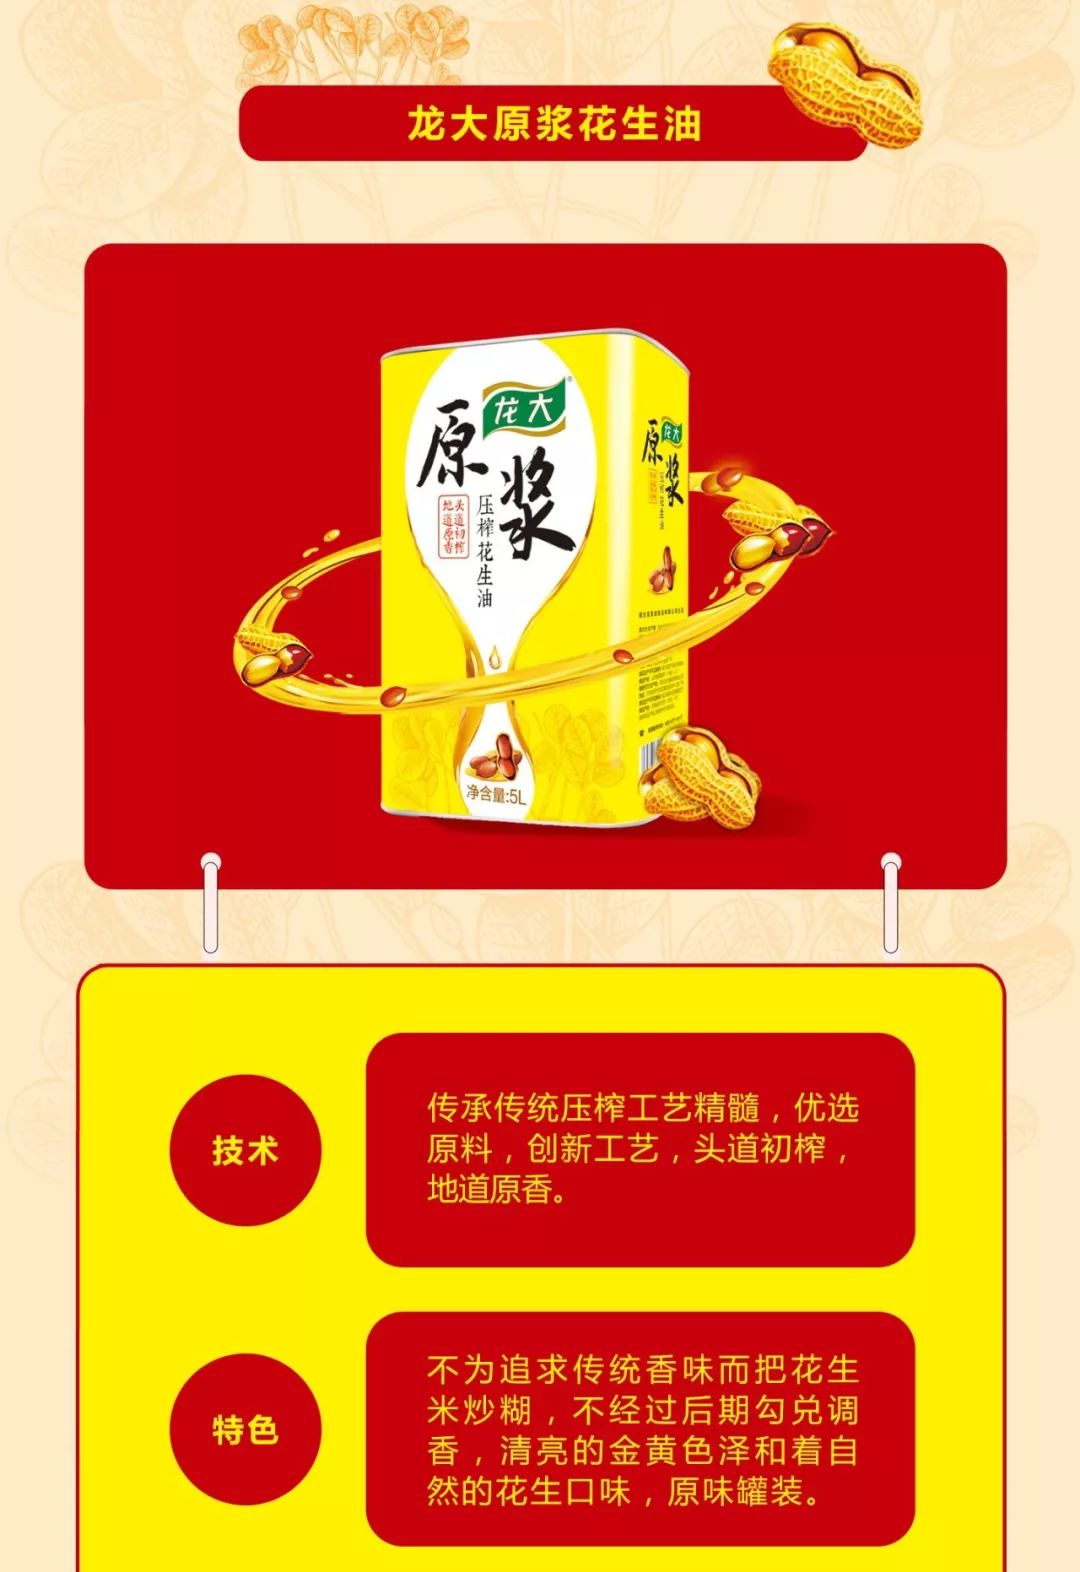 龙大原浆花生油
龙大
原
浆
头道初榨
地道原香
压榨花生油
净含量:5L
龙大
原
浆
压榨花生油
技术
传承传统压榨工艺精髓，优选
原料，创新工艺，头道初榨，
地道原香。
特色
不为追求传统香味而把花生
米炒糊，不经过后期勾兑调
香，清亮的金黄色泽和着自
然的花生口味，原味罐装。